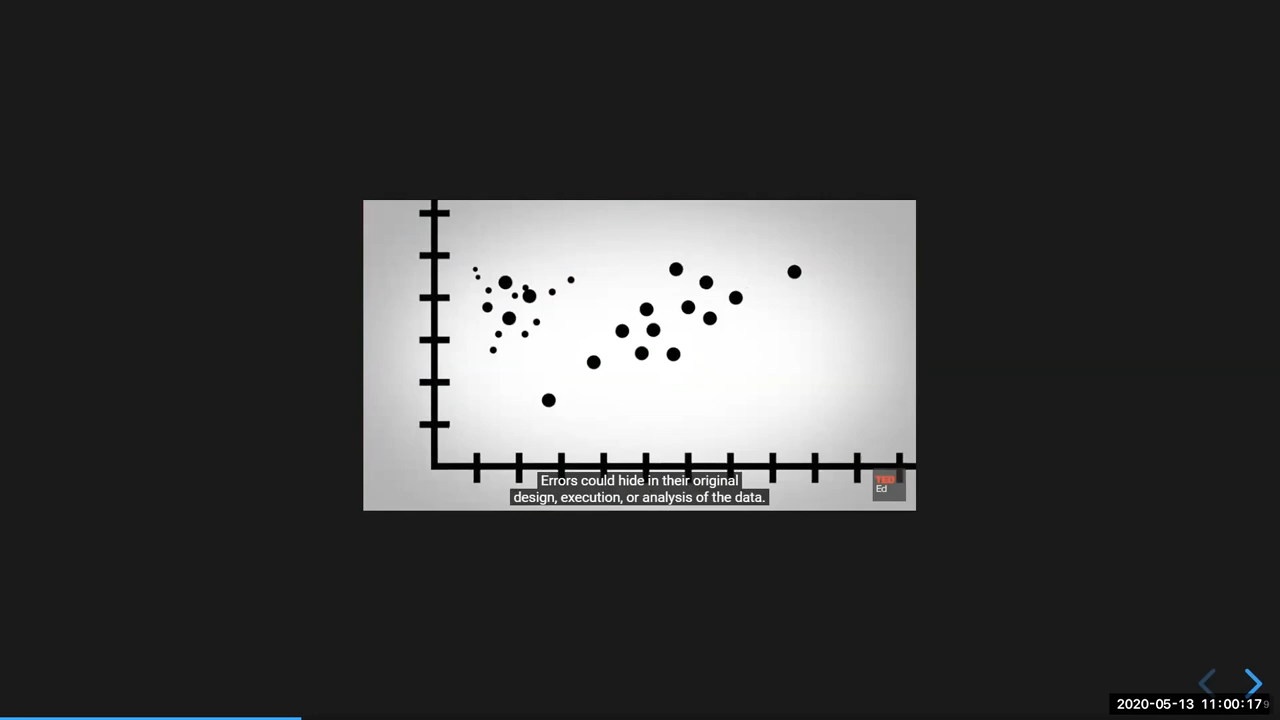 Errors could hide in their original
design, execution, or analysis of the data.
TED
Ed
2020-05-13 11:00:17